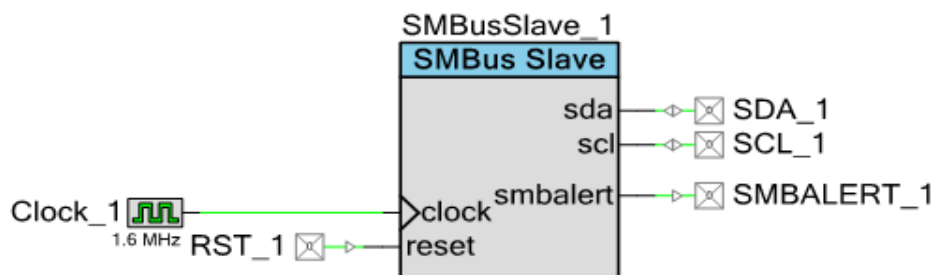 SMBusSlave_1
SMBus Slave
sda
SDA_1
scl
SCL_1
smbalert
SMBALERT_1
Clock_1
clock
1.6 MHz
RST_1
reset